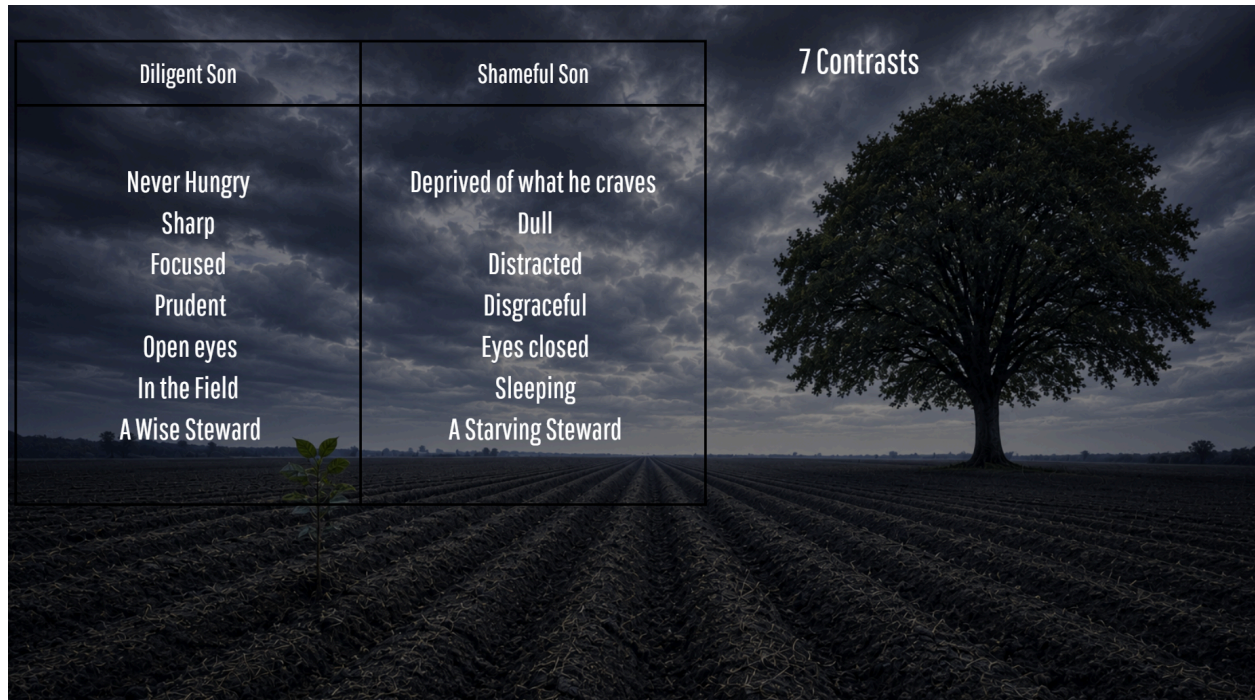 7 Contrasts
Diligent Son
Shameful Son
Never Hungry
Deprived of what he craves
Sharp
Dull
Focused
Distracted
Prudent
Disgraceful
Open eyes
Eyes closed
In the Field
Sleeping
A Wise Steward
A Starving Steward